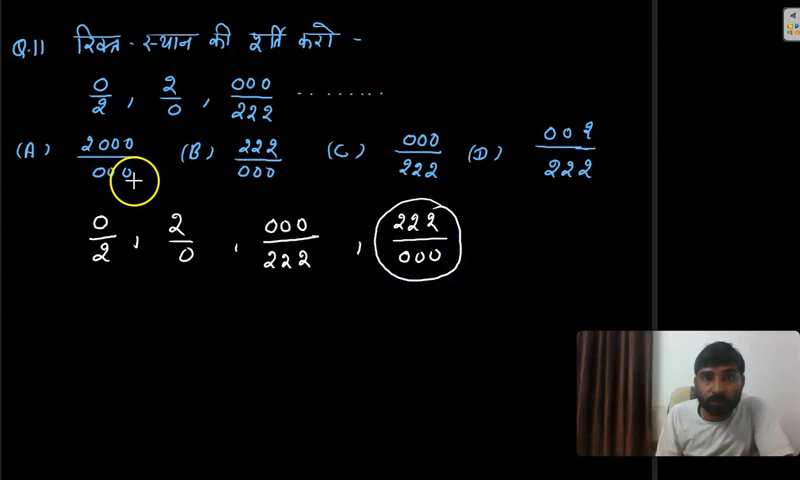 Q.11 रिक्त - स्थान की पूर्ति करो -
0/2 , 2/0 , 000/222 .........
(A) 2000/000 (B) 222/000 (C) 000/222 (D) 002/222
0/2 , 2/0 , 000/222 , 222/000